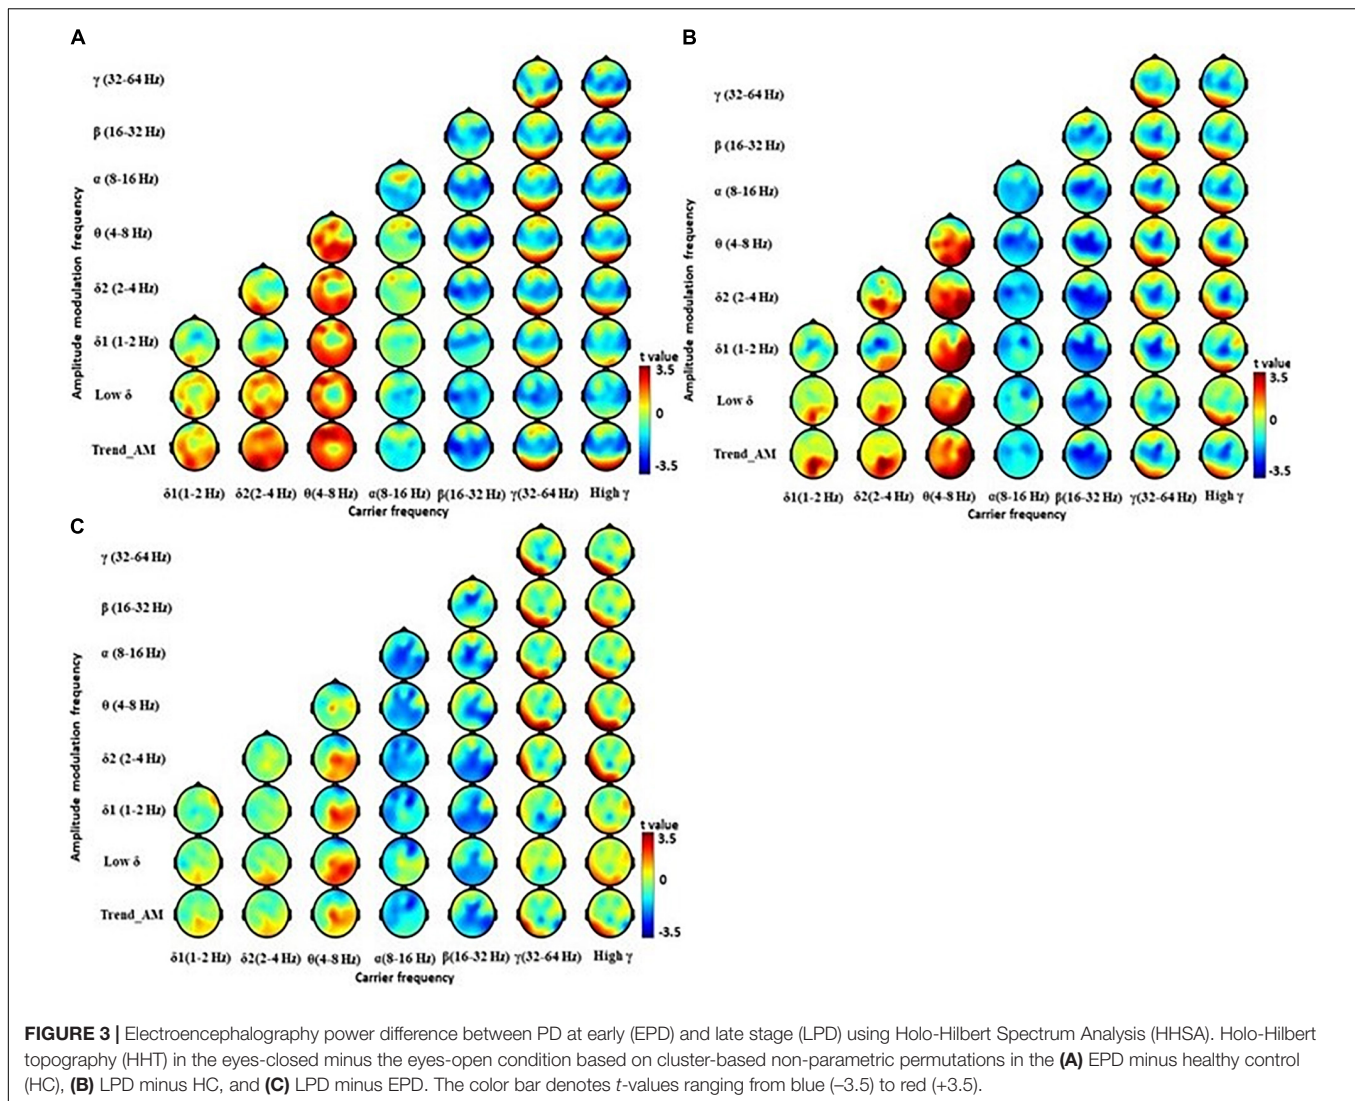 A
γ (32-64 Hz)
β (16-32 Hz)
α (8-16 Hz)
θ (4-8 Hz)
δ2 (2-4 Hz)
δ1 (1-2 Hz)
Low δ
Trend_AM
Amplitude modulation frequency
δ1(1-2 Hz) δ2(2-4 Hz) θ(4-8 Hz) α(8-16 Hz) β(16-32 Hz) γ(32-64 Hz) High γ
Carrier frequency
t value
3.5
0
-3.5
B
γ (32-64 Hz)
β (16-32 Hz)
α (8-16 Hz)
θ (4-8 Hz)
δ2 (2-4 Hz)
δ1 (1-2 Hz)
Low δ
Trend_AM
Amplitude modulation frequency
δ1(1-2 Hz) δ2(2-4 Hz) θ(4-8 Hz) α(8-16 Hz) β(16-32 Hz) γ(32-64 Hz) High γ
Carrier frequency
t value
3.5
0
-3.5
C
γ (32-64 Hz)
β (16-32 Hz)
α (8-16 Hz)
θ (4-8 Hz)
δ2 (2-4 Hz)
δ1 (1-2 Hz)
Low δ
Trend_AM
Amplitude modulation frequency
δ1(1-2 Hz) δ2(2-4 Hz) θ(4-8 Hz) α(8-16 Hz) β(16-32 Hz) γ(32-64 Hz) High γ
Carrier frequency
t value
3.5
0
-3.5
FIGURE 3 | Electroencephalography power difference between PD at early (EPD) and late stage (LPD) using Holo-Hilbert Spectrum Analysis (HHSA). Holo-Hilbert
topography (HHT) in the eyes-closed minus the eyes-open condition based on cluster-based non-parametric permutations in the (A) EPD minus healthy control
(HC), (B) LPD minus HC, and (C) LPD minus EPD. The color bar denotes t-values ranging from blue (–3.5) to red (+3.5).